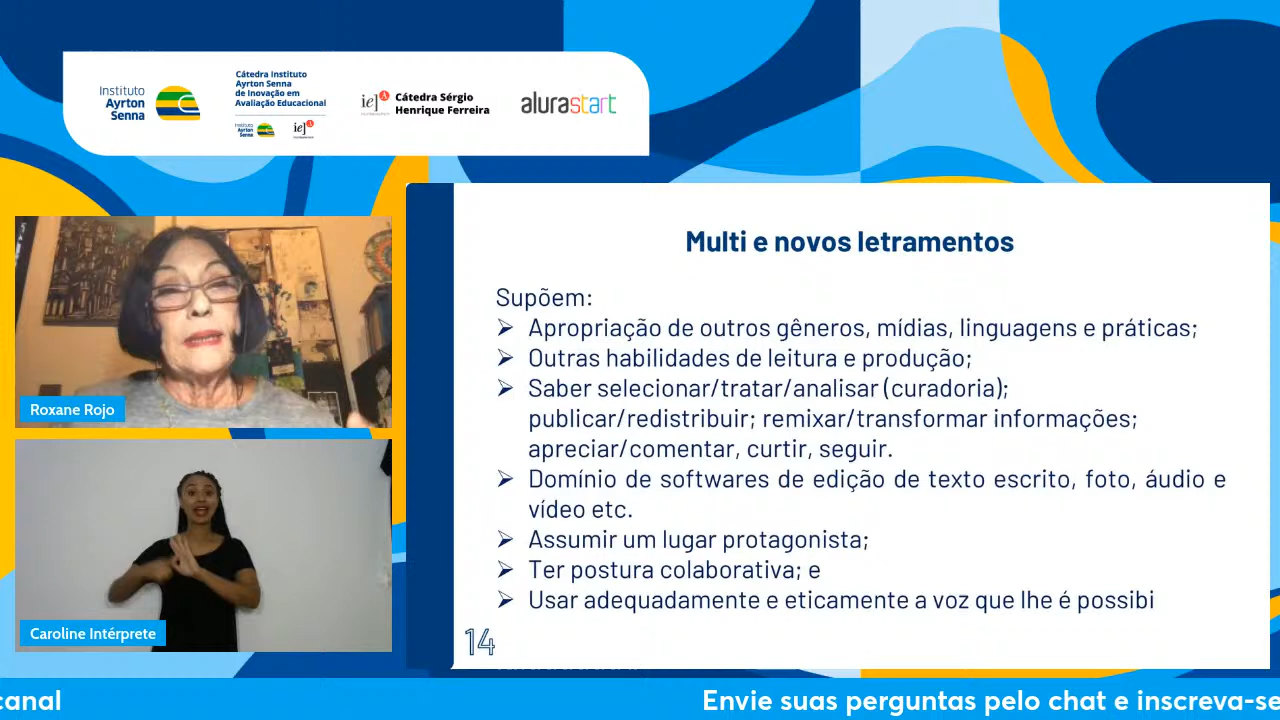 Instituto
Ayrton
Senna
Cátedra Instituto
Ayrton Senna
de Inovação em
Avaliação Educacional
Instituto
Ayrton
Senna
iea
iea
Cátedra Sérgio
Henrique Ferreira
alurastart
Multi e novos letramentos
Supõem:
➢ Apropriação de outros gêneros, mídias, linguagens e práticas;
➢ Outras habilidades de leitura e produção;
➢ Saber selecionar/tratar/analisar (curadoria);
publicar/redistribuir; remixar/transformar informações;
apreciar/comentar, curtir, seguir.
➢ Domínio de softwares de edição de texto escrito, foto, áudio e
vídeo etc.
➢ Assumir um lugar protagonista;
➢ Ter postura colaborativa; e
➢ Usar adequadamente e eticamente a voz que lhe é possibi
14
Roxane Rojo
Caroline Intérprete
canal
Envie suas perguntas pelo chat e inscreva-se